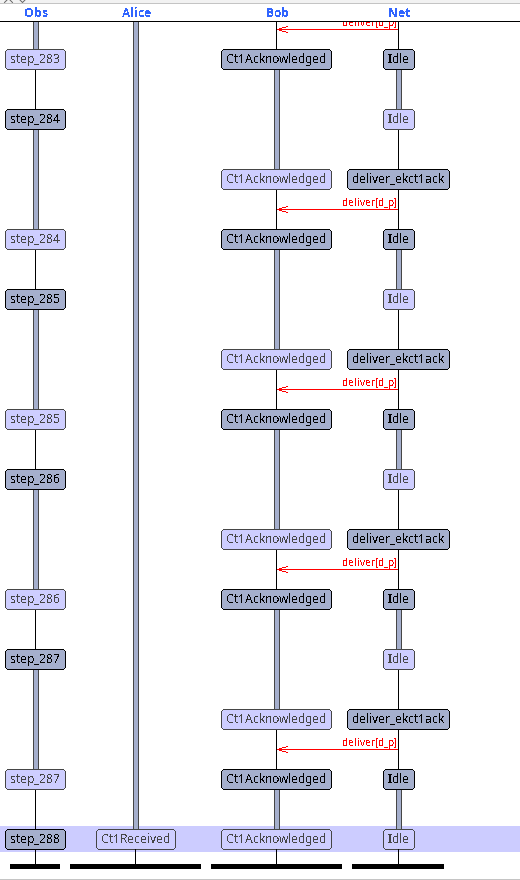 Obs Alice Bob Net
deliver[d_p]
step_283 Ct1Acknowledged Idle
step_284 Idle
Ct1Acknowledged deliver_ekct1ack
deliver[d_p]
step_284 Ct1Acknowledged Idle
step_285 Idle
Ct1Acknowledged deliver_ekct1ack
deliver[d_p]
step_285 Ct1Acknowledged Idle
step_286 Idle
Ct1Acknowledged deliver_ekct1ack
deliver[d_p]
step_286 Ct1Acknowledged Idle
step_287 Idle
Ct1Acknowledged deliver_ekct1ack
deliver[d_p]
step_287 Ct1Acknowledged Idle
step_288 Ct1Received Ct1Acknowledged Idle